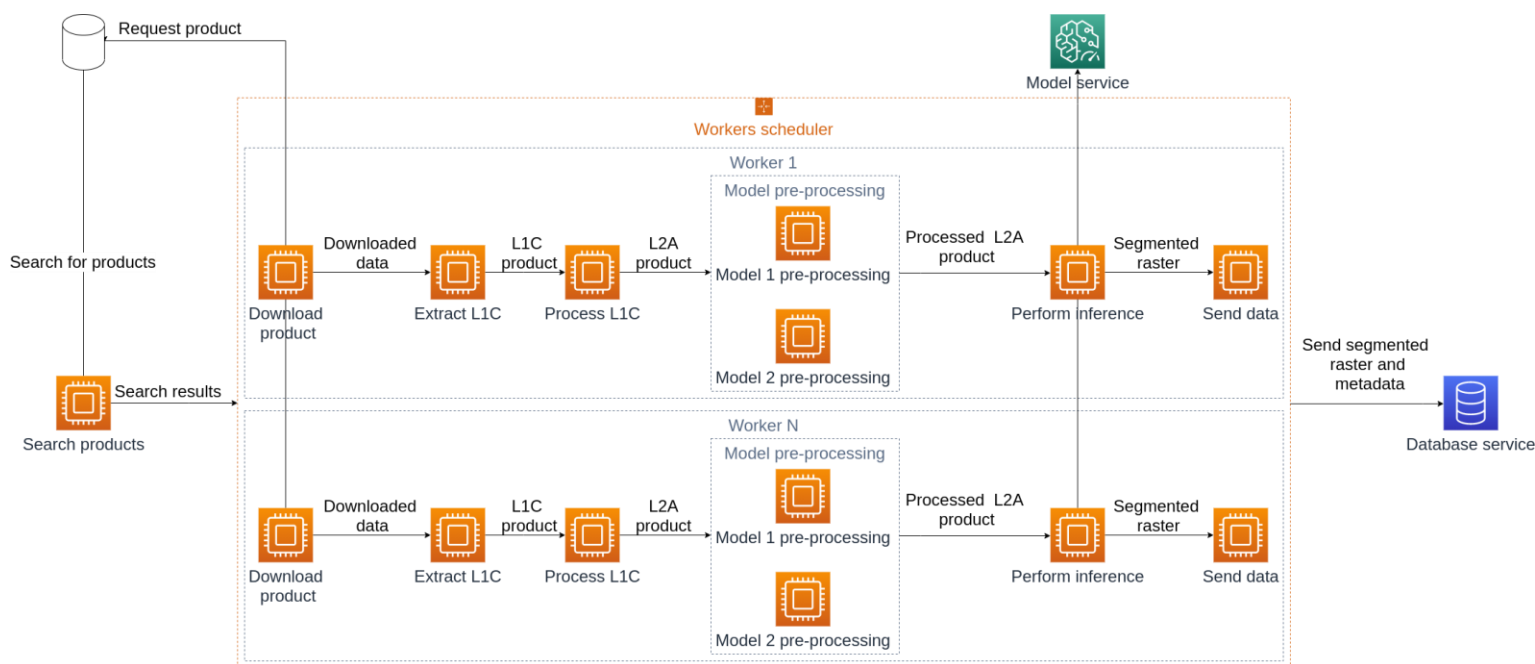 Request product
Model service
Workers scheduler
Worker 1
Model pre-processing
Downloaded
data
L1C
product
L2A
product
Model 1 pre-processing
Processed L2A
product
Segmented
raster
Search for products
Download
product
Extract L1C
Process L1C
Perform inference
Send data
Model 2 pre-processing
Send segmented
raster and
metadata
Search results
Search products
Database service
Worker N
Model pre-processing
Downloaded
data
L1C
product
L2A
product
Model 1 pre-processing
Processed L2A
product
Segmented
raster
Download
product
Extract L1C
Process L1C
Perform inference
Send data
Model 2 pre-processing